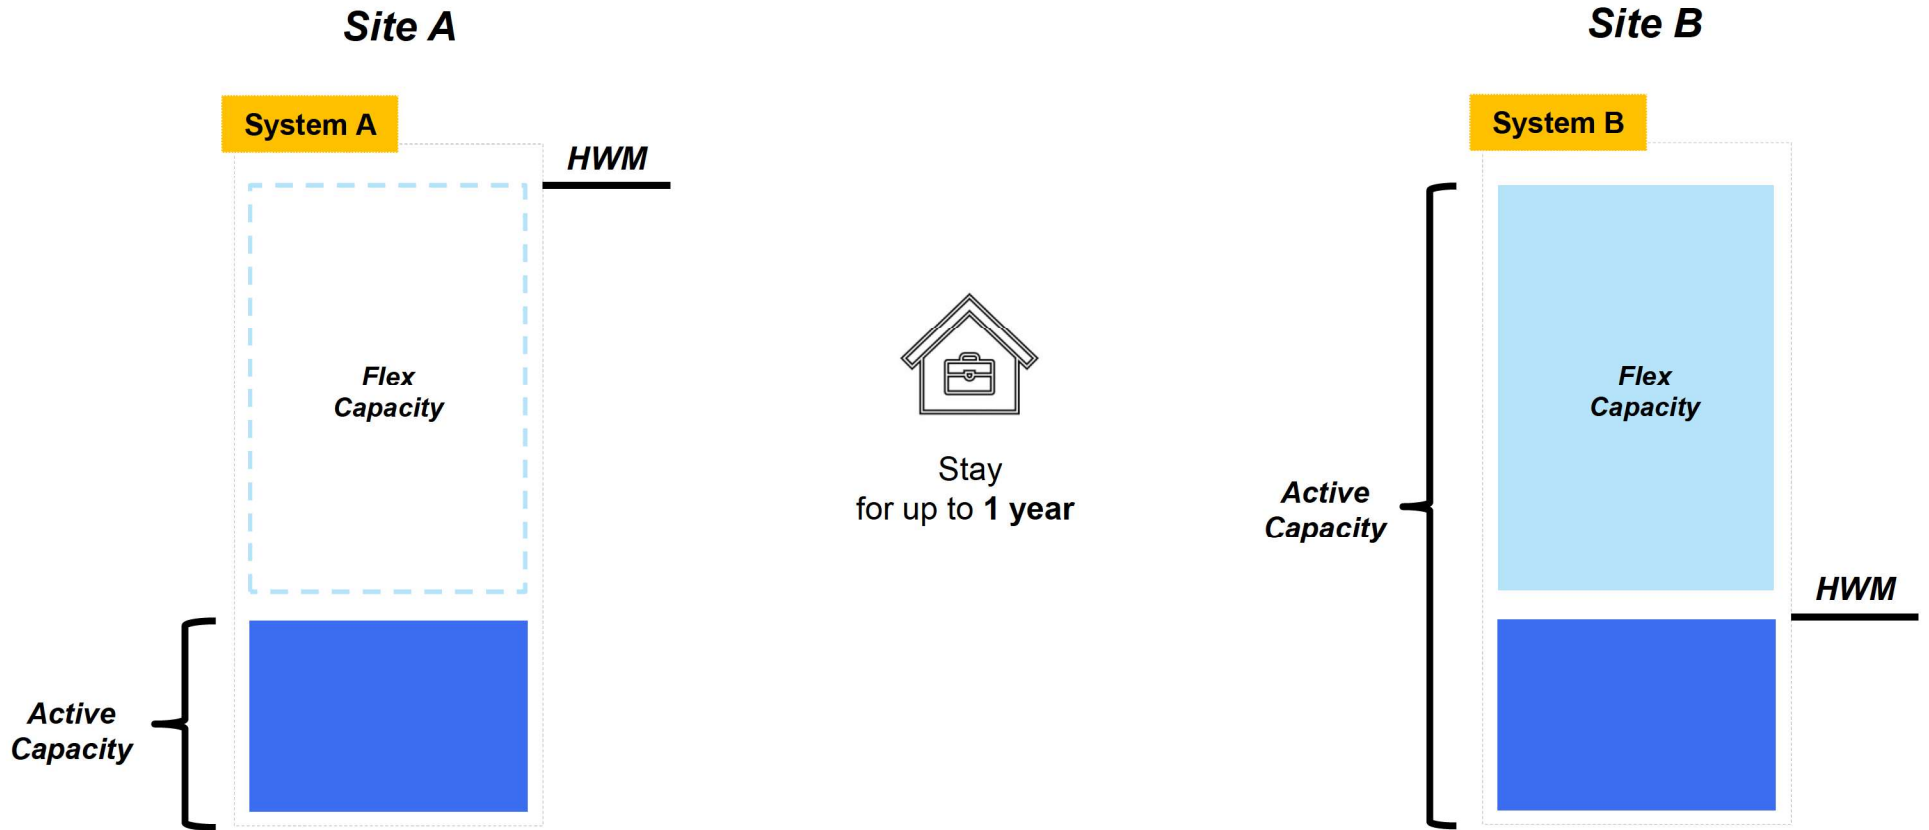 Site A
System A
HWM
Flex
Capacity
Active
Capacity
Stay
for up to 1 year
Site B
System B
Flex
Capacity
Active
Capacity
HWM